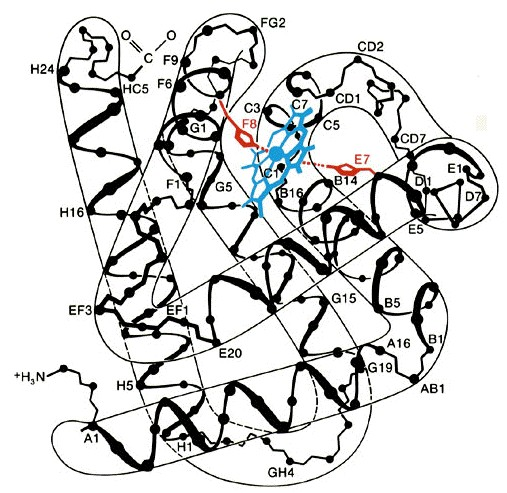 FG2
O O
C
H24
F9
CD2
HC5
F6
C3
C7
CD1
F8
C5
G1
CD7
E7
C1
E1
F1
G5
B16
B14
D1
D7
H16
E5
EF3
EF1
G15
B5
E20
B1
A16
+H3N
H5
G19
AB1
A1
H1
GH4